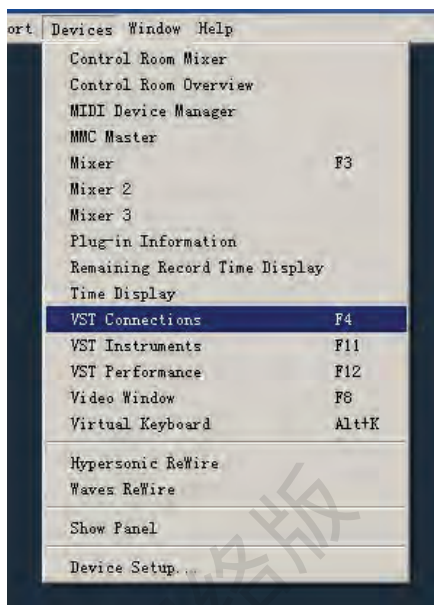 ort Devices Window Help
Control Room Mixer
Control Room Overview
MIDI Device Manager
MMC Master
Mixer F3
Mixer 2
Mixer 3
Plug-in Information
Remaining Record Time Display
Time Display
VST Connections F4
VST Instruments F11
VST Performance F12
Video Window F8
Virtual Keyboard Alt+K
Hypersonic ReWire
Waves ReWire
Show Panel
Device Setup...
络版